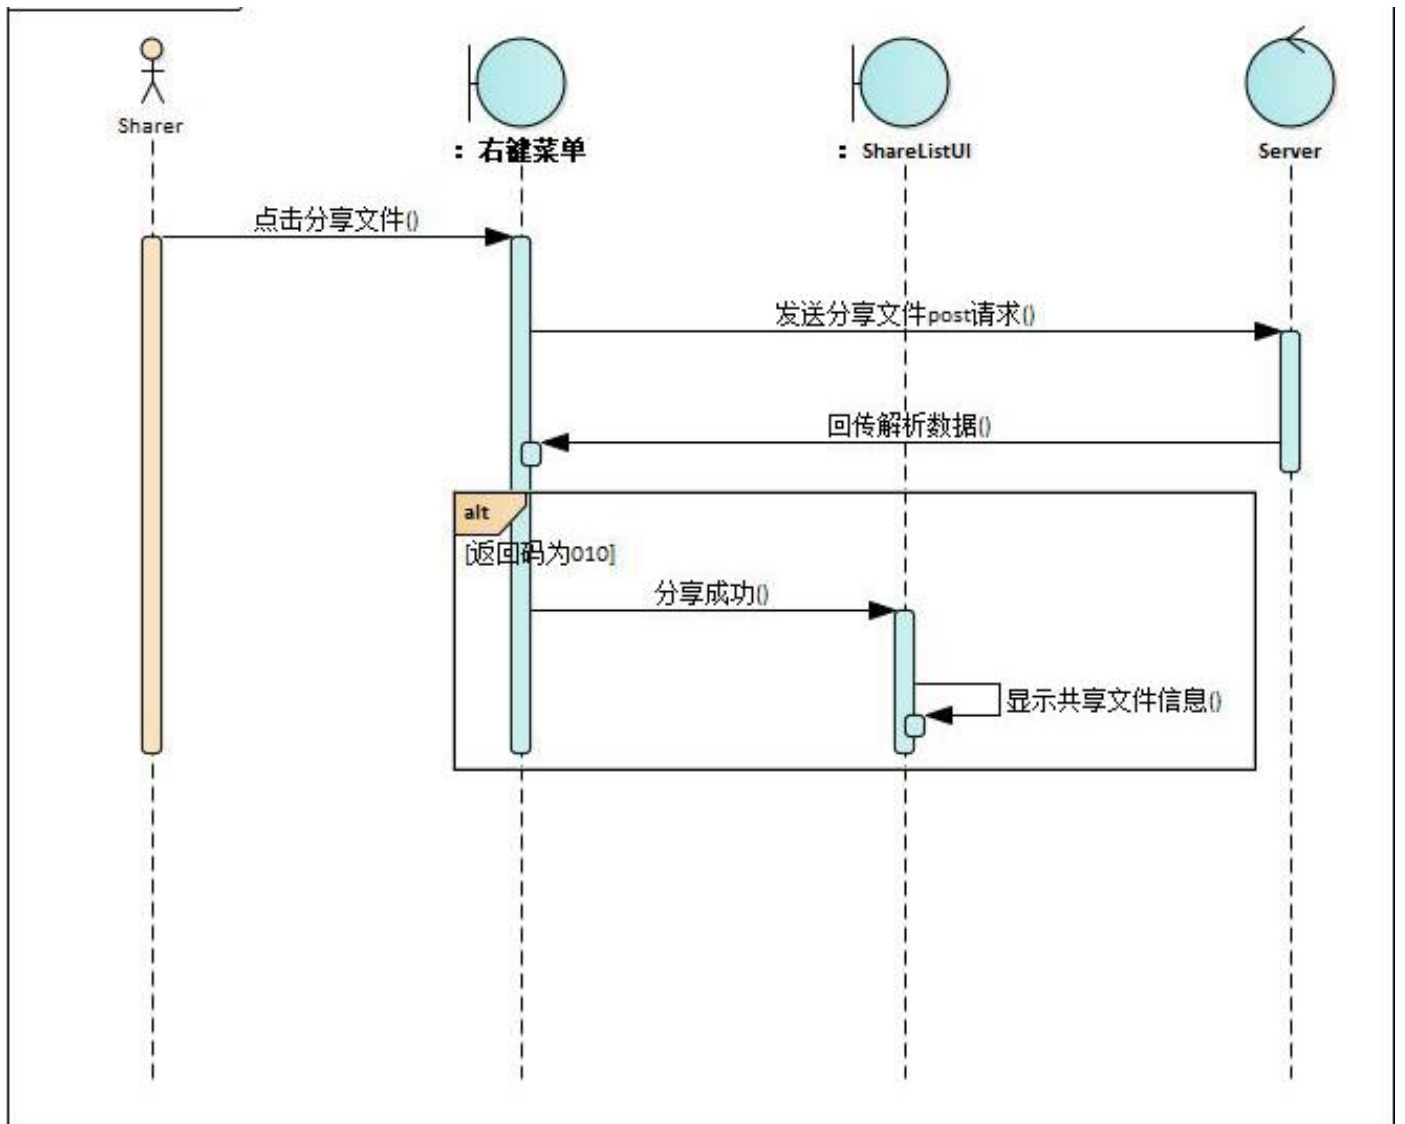 Sharer
: 右键菜单
: ShareListUI
Server
点击分享文件()
发送分享文件post请求()
回传解析数据()
alt
[返回码为010]
分享成功()
显示共享文件信息()